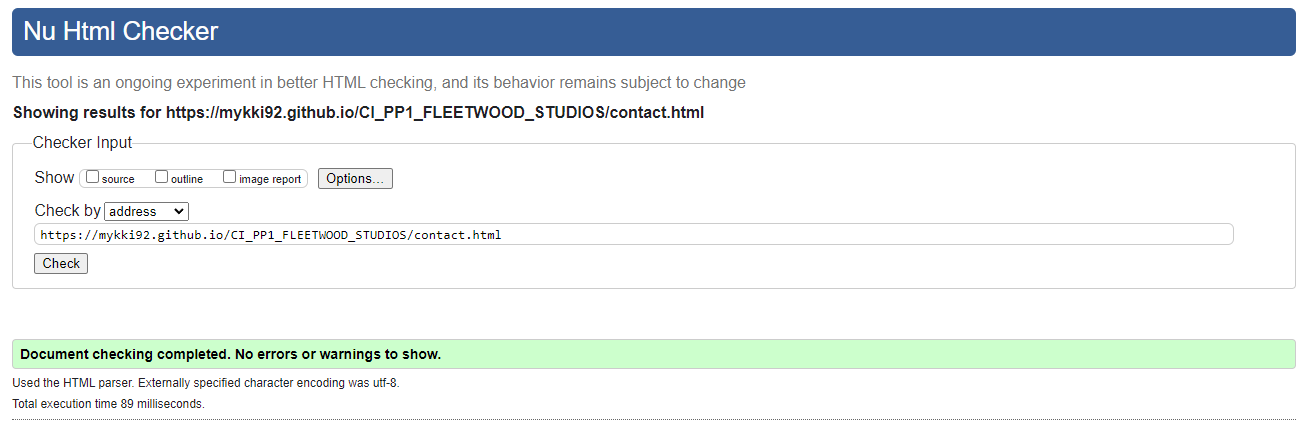 Nu Html Checker
This tool is an ongoing experiment in better HTML checking, and its behavior remains subject to change
Showing results for https://mykki92.github.io/CI_PP1_FLEETWOOD_STUDIOS/contact.html
Checker Input
Show source outline image report Options...
Check by address
https://mykki92.github.io/CI_PP1_FLEETWOOD_STUDIOS/contact.html
Check
Document checking completed. No errors or warnings to show.
Used the HTML parser. Externally specified character encoding was utf-8.
Total execution time 89 milliseconds.